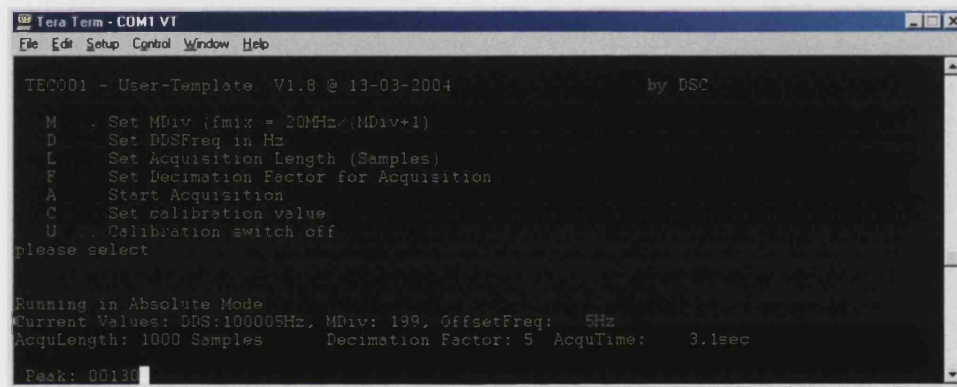 Tera Term - COM1 VT
File Edit Setup Control Window Help
TEC001 - User-Template V1.8 @ 13-03-2004 by DSC
M .. Set MDiv (fmix = 20MHz/(MDiv+1)
D Set DDSFreq in Hz
L Set Acquisition Length (Samples)
F Set Decimation Factor for Acquisition
A Start Acquisition
C Set calibration value
U .. Calibration switch off
please select
Running in Absolute Mode
Current Values: DDS:100005Hz, MDiv: 199, OffsetFreq: 5Hz
AcquLength: 1000 Samples Decimation Factor: 5 AcquTime: 3.1sec
Peak: 00130